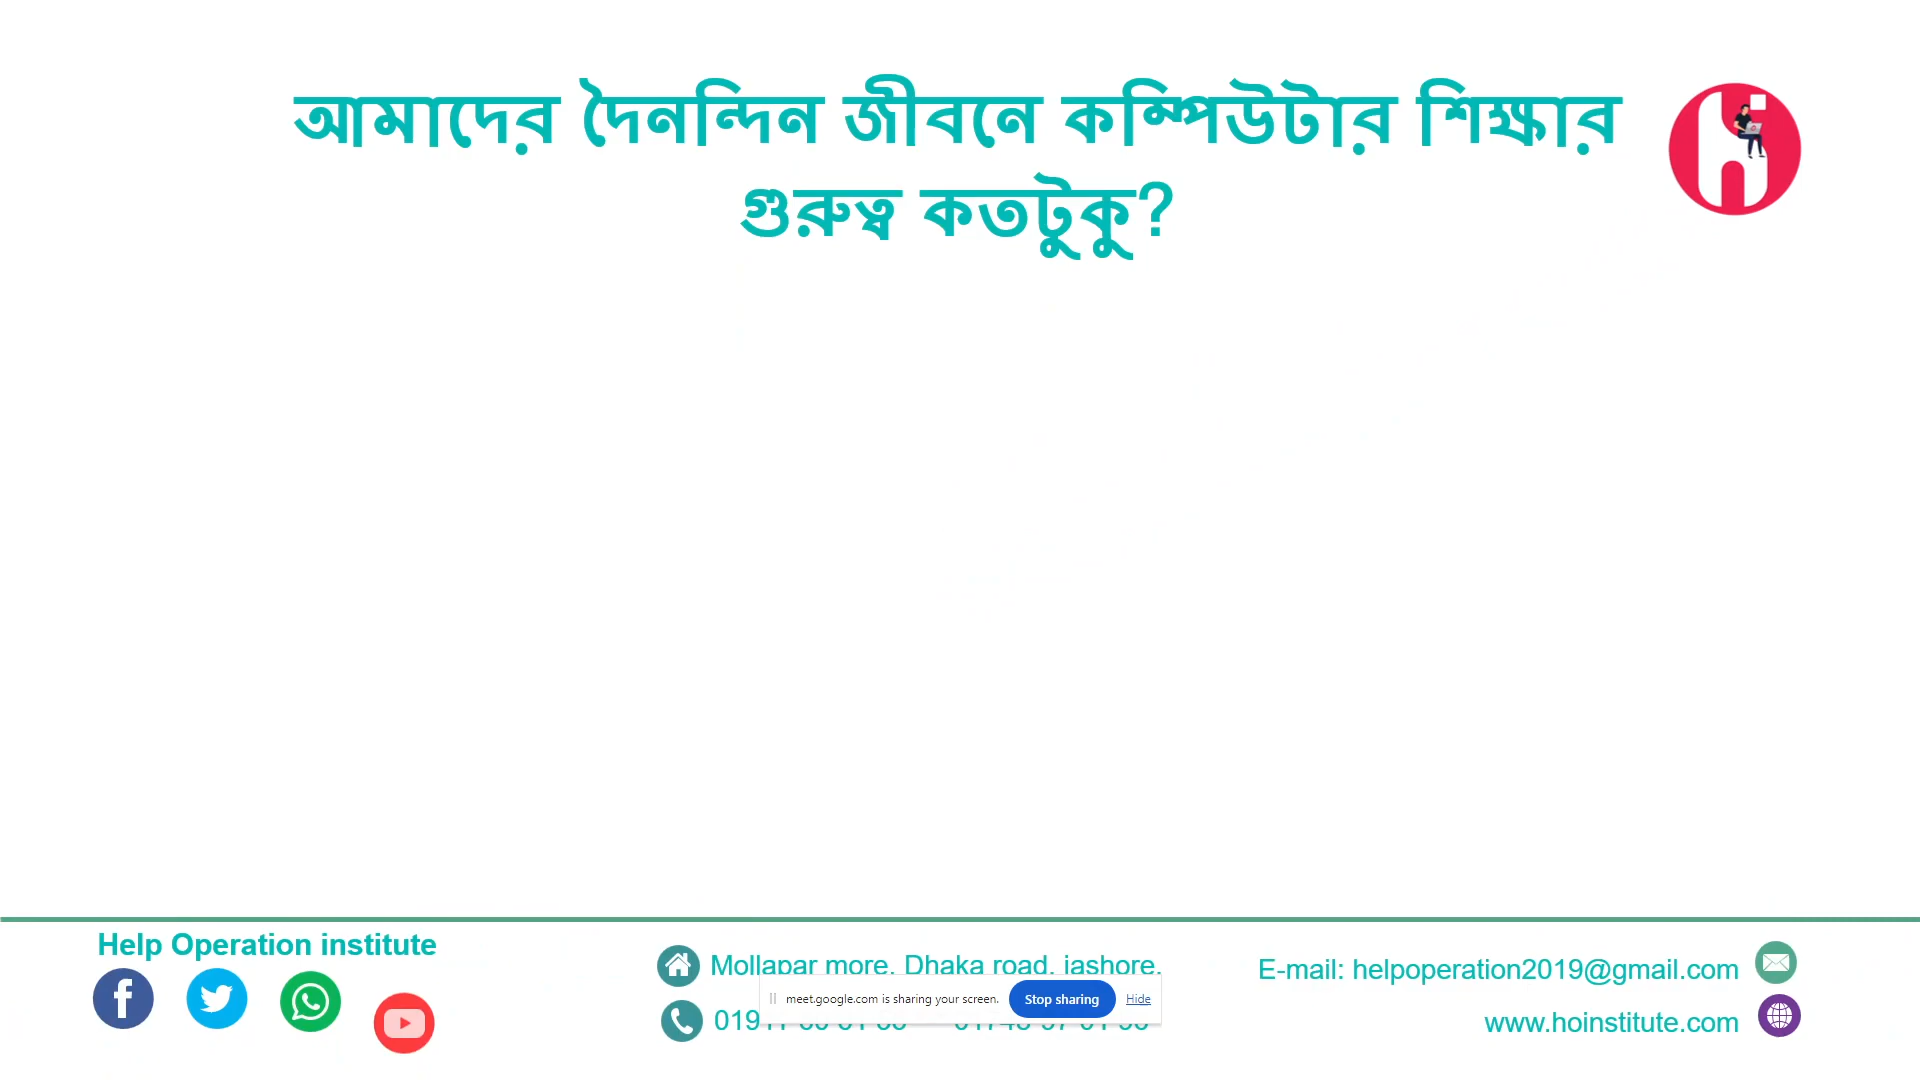 আমাদের দৈনন্দিন জীবনে কম্পিউটার শিক্ষার
গুরুত্ব কতটুকু?
Help Operation institute
Mollapar more, Dhaka road, jashore.
E-mail: helpoperation2019@gmail.com
meet.google.com is sharing your screen. Stop sharing Hide
www.hoinstitute.com